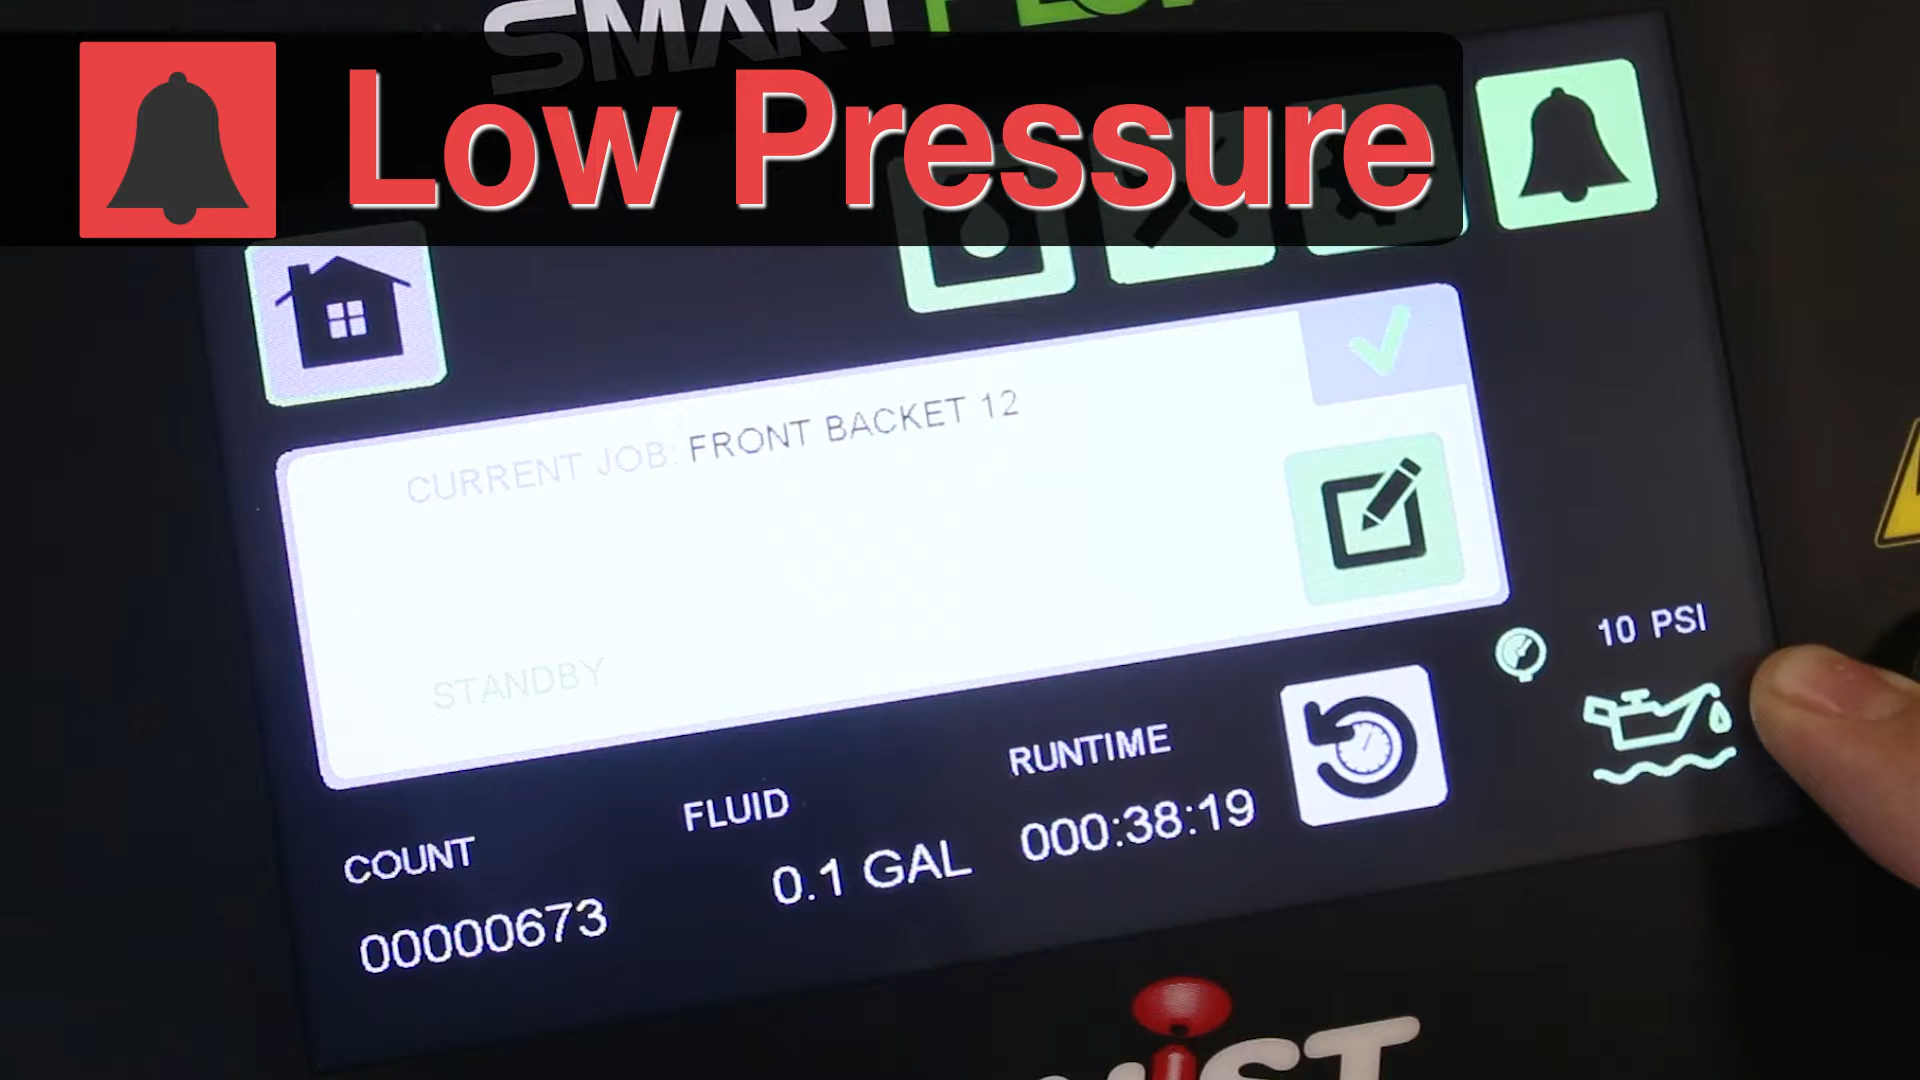 SMARTFLOW
Low Pressure
CURRENT JOB: FRONT BACKET 12
STANDBY
10 PSI
RUNTIME
000:38:19
FLUID
0.1 GAL
COUNT
00000673